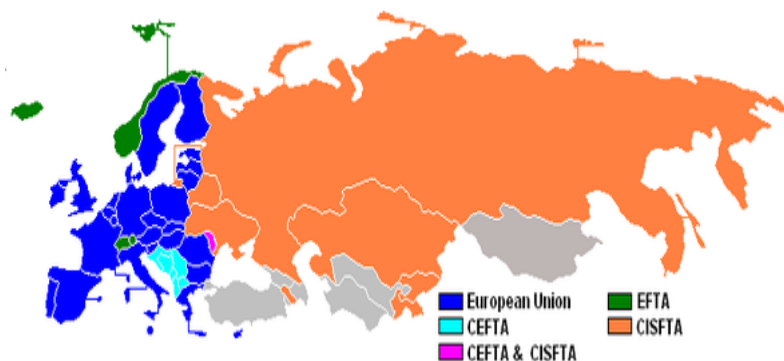 European Union
EFTA
CEFTA
CISFTA
CEFTA & CISFTA